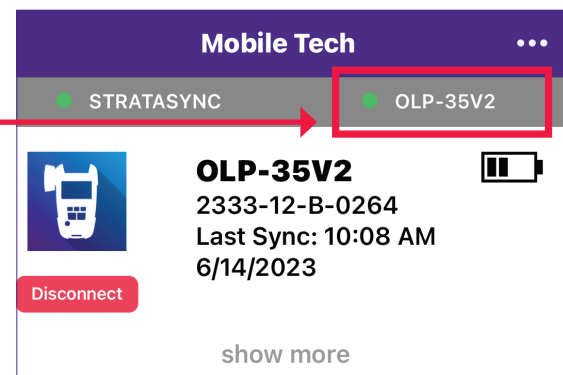 Mobile Tech
STRATASYNC OLP-35V2
OLP-35V2
2333-12-B-0264
Last Sync: 10:08 AM
6/14/2023
Disconnect
show more